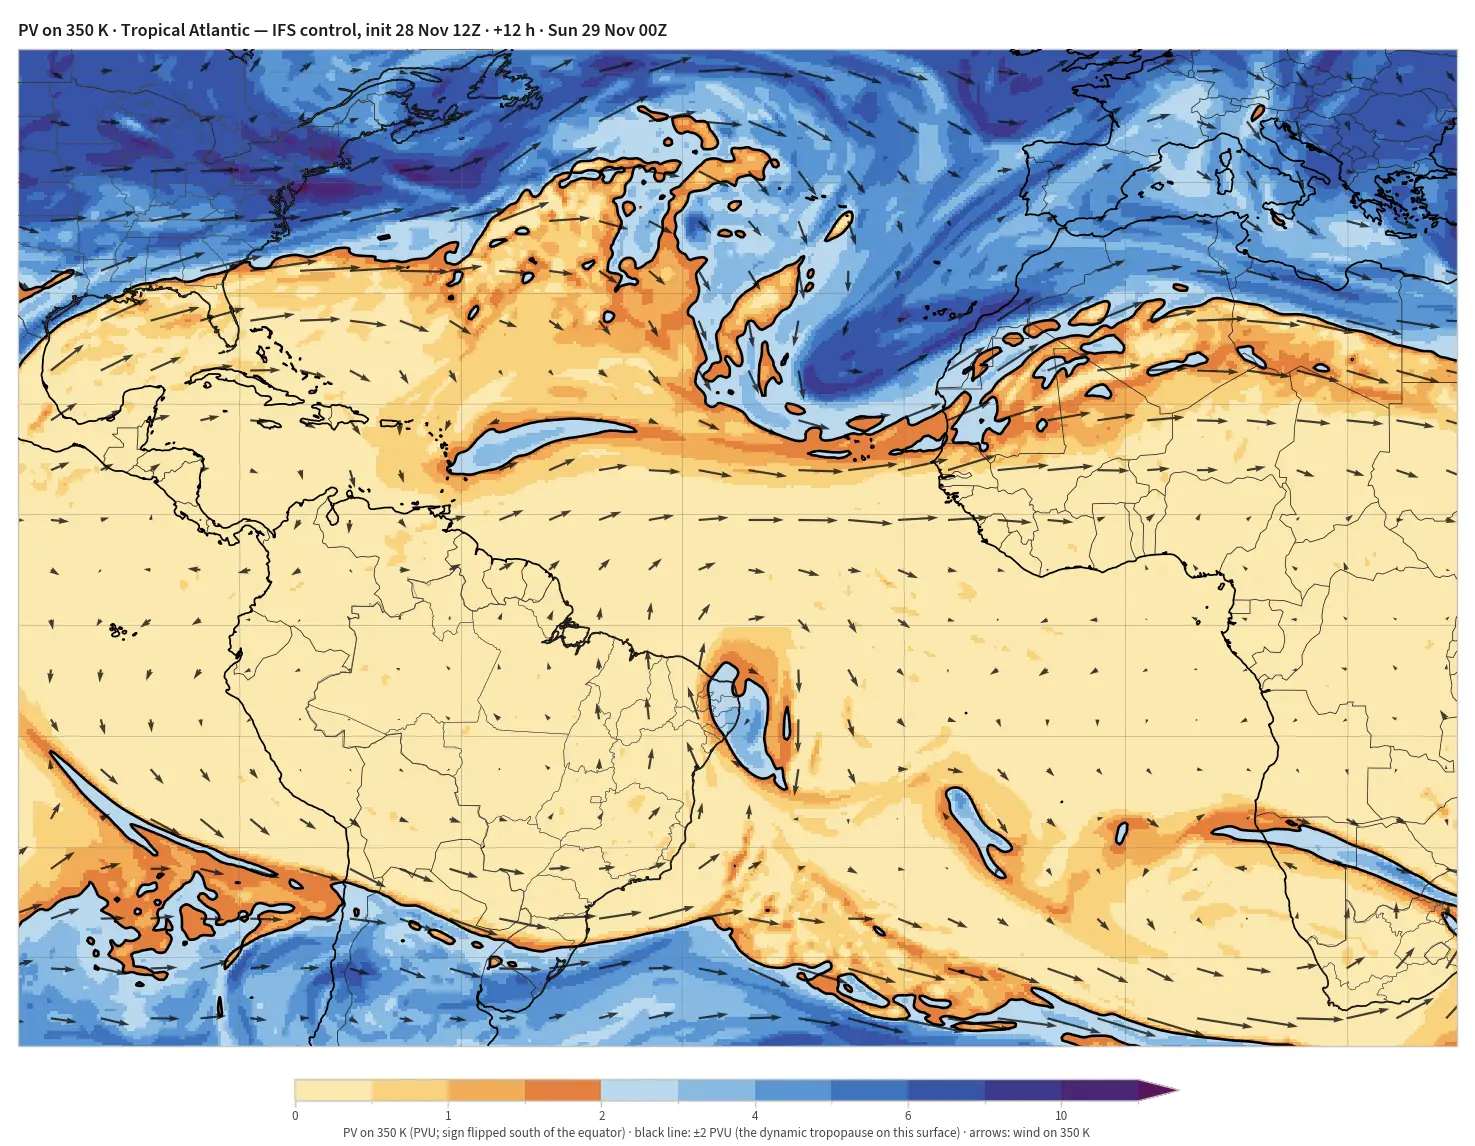 PV on 350 K · Tropical Atlantic — IFS control, init 28 Nov 12Z · +12 h · Sun 29 Nov 00Z
0 1 2 4 6 10
PV on 350 K (PVU; sign flipped south of the equator) · black line: ±2 PVU (the dynamic tropopause on this surface) · arrows: wind on 350 K